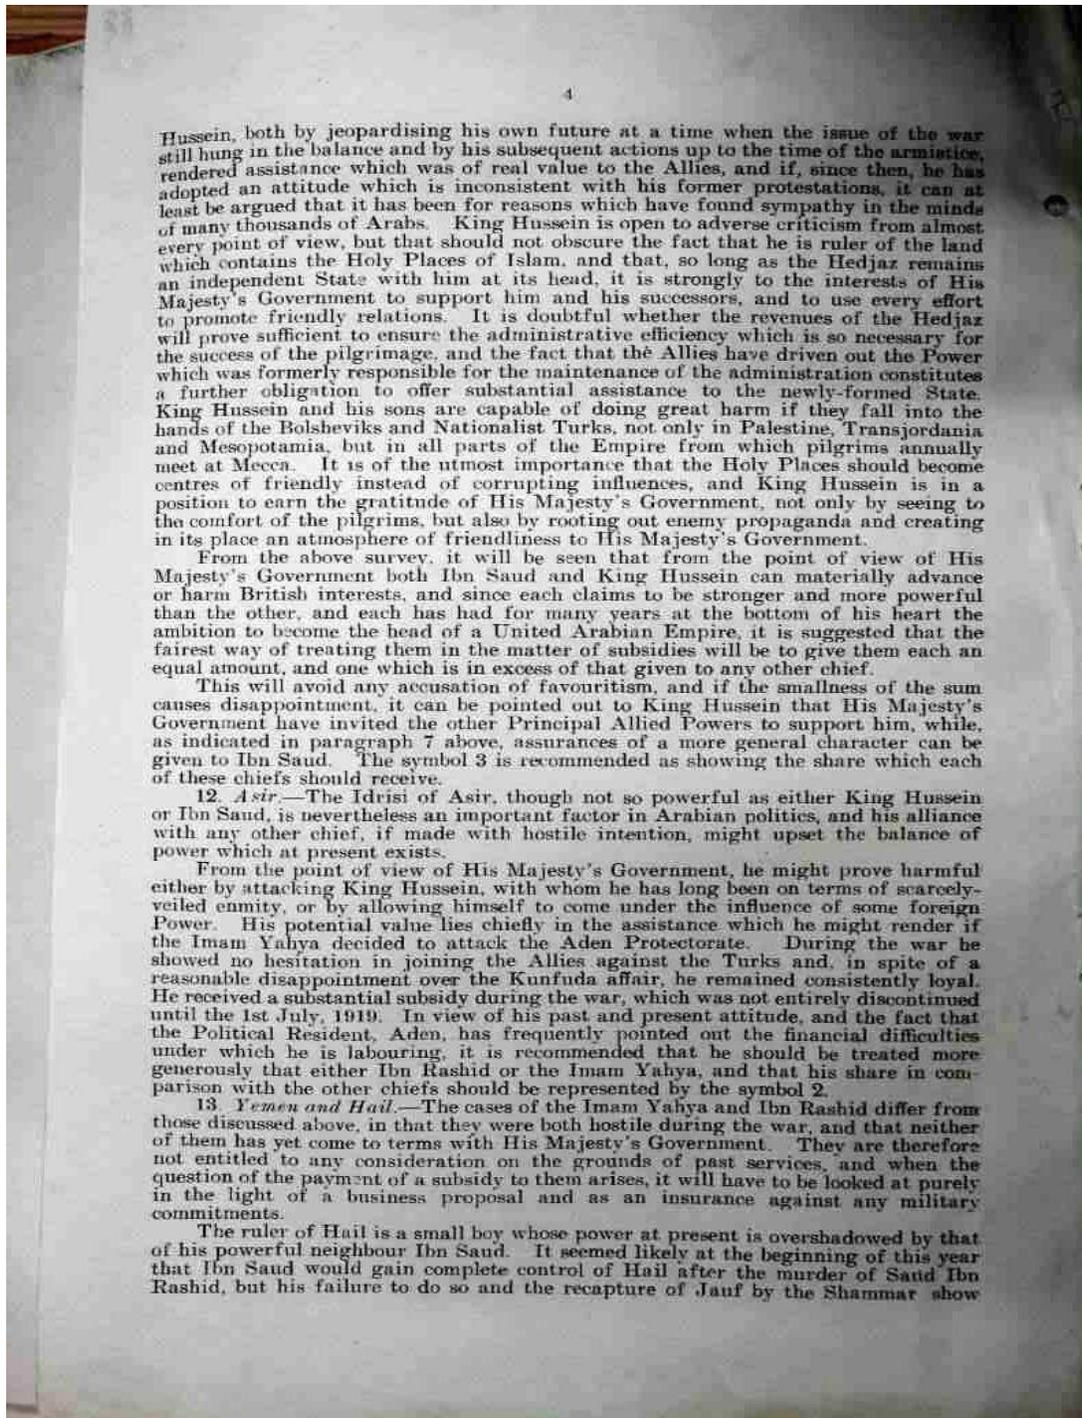 4
Hussein, both by jeopardising his own future at a time when the issue of the war
still hung in the balance and by his subsequent actions up to the time of the armistice,
rendered assistance which was of real value to the Allies, and if, since then, he has
adopted an attitude which is inconsistent with his former protestations, it can at
least be argued that it has been for reasons which have found sympathy in the minds
of many thousands of Arabs. King Hussein is open to adverse criticism from almost
every point of view, but that should not obscure the fact that he is ruler of the land
which contains the Holy Places of Islam, and that, so long as the Hedjaz remains
an independent State with him at its head, it is strongly to the interests of His
Majesty's Government to support him and his successors, and to use every effort
to promote friendly relations. It is doubtful whether the revenues of the Hedjaz
will prove sufficient to ensure the administrative efficiency which is so necessary for
the success of the pilgrimage, and the fact that the Allies have driven out the Power
which was formerly responsible for the maintenance of the administration constitutes
a further obligation to offer substantial assistance to the newly-formed State.
King Hussein and his sons are capable of doing great harm if they fall into the
hands of the Bolsheviks and Nationalist Turks, not only in Palestine, Transjordania
and Mesopotamia, but in all parts of the Empire from which pilgrims annually
meet at Mecca. It is of the utmost importance that the Holy Places should become
centres of friendly instead of corrupting influences, and King Hussein is in a
position to earn the gratitude of His Majesty's Government, not only by seeing to
the comfort of the pilgrims, but also by rooting out enemy propaganda and creating
in its place an atmosphere of friendliness to His Majesty's Government.
From the above survey, it will be seen that from the point of view of His
Majesty's Government both Ibn Saud and King Hussein can materially advance
or harm British interests, and since each claims to be stronger and more powerful
than the other, and each has had for many years at the bottom of his heart the
ambition to become the head of a United Arabian Empire, it is suggested that the
fairest way of treating them in the matter of subsidies will be to give them each an
equal amount, and one which is in excess of that given to any other chief.
This will avoid any accusation of favouritism, and if the smallness of the sum
causes disappointment, it can be pointed out to King Hussein that His Majesty's
Government have invited the other Principal Allied Powers to support him, while,
as indicated in paragraph 7 above, assurances of a more general character can be
given to Ibn Saud. The symbol 3 is recommended as showing the share which each
of these chiefs should receive.
12. Asir.—The Idrisi of Asir, though not so powerful as either King Hussein
or Ibn Saud, is nevertheless an important factor in Arabian politics, and his alliance
with any other chief, if made with hostile intention, might upset the balance of
power which at present exists.
From the point of view of His Majesty's Government, he might prove harmful
either by attacking King Hussein, with whom he has long been on terms of scarcely-
veiled enmity, or by allowing himself to come under the influence of some foreign
Power. His potential value lies chiefly in the assistance which he might render if
the Imam Yahya decided to attack the Aden Protectorate. During the war he
showed no hesitation in joining the Allies against the Turks and, in spite of a
reasonable disappointment over the Kunfuda affair, he remained consistently loyal.
He received a substantial subsidy during the war, which was not entirely discontinued
until the 1st July, 1919. In view of his past and present attitude, and the fact that
the Political Resident, Aden, has frequently pointed out the financial difficulties
under which he is labouring, it is recommended that he should be treated more
generously that either Ibn Rashid or the Imam Yahya, and that his share in com-
parison with the other chiefs should be represented by the symbol 2.
13. Yemen and Hail.—The cases of the Imam Yahya and Ibn Rashid differ from
those discussed above, in that they were both hostile during the war, and that neither
of them has yet come to terms with His Majesty's Government. They are therefore
not entitled to any consideration on the grounds of past services, and when the
question of the payment of a subsidy to them arises, it will have to be looked at purely
in the light of a business proposal and as an insurance against any military
commitments.
The ruler of Hail is a small boy whose power at present is overshadowed by that
of his powerful neighbour Ibn Saud. It seemed likely at the beginning of this year
that Ibn Saud would gain complete control of Hail after the murder of Saud Ibn
Rashid, but his failure to do so and the recapture of Jauf by the Shammar show